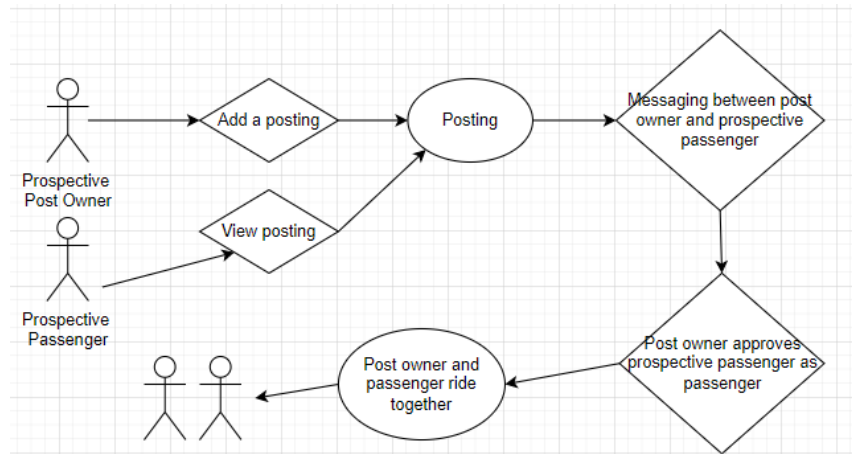 Prospective
Post Owner
Add a posting
Posting
Messaging between post
owner and prospective
passenger
View posting
Prospective
Passenger
Post owner and
passenger ride
together
Post owner approves
prospective passenger as
passenger